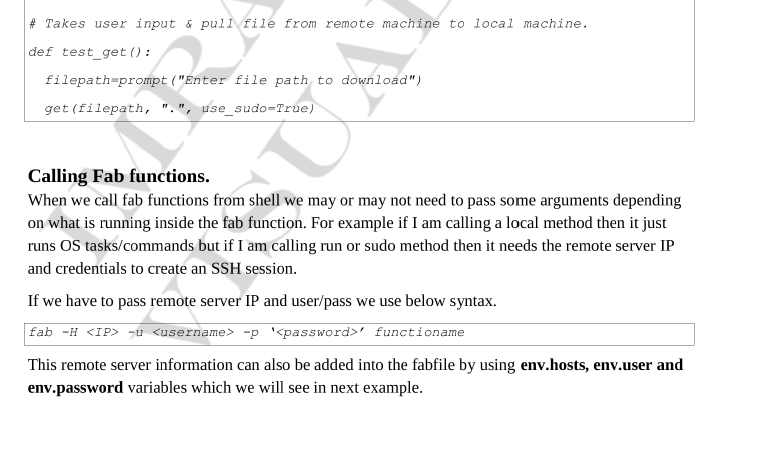 # Takes user input & pull file from remote machine to local machine.
def test_get():
  filepath=prompt("Enter file path to download")
  get(filepath, ".", use_sudo=True)
Calling Fab functions.
When we call fab functions from shell we may or may not need to pass some arguments depending
on what is running inside the fab function. For example if I am calling a local method then it just
runs OS tasks/commands but if I am calling run or sudo method then it needs the remote server IP
and credentials to create an SSH session.
If we have to pass remote server IP and user/pass we use below syntax.
fab -H <IP> -u <username> -p ‘<password>’ functioname
This remote server information can also be added into the fabfile by using env.hosts, env.user and
env.password variables which we will see in next example.